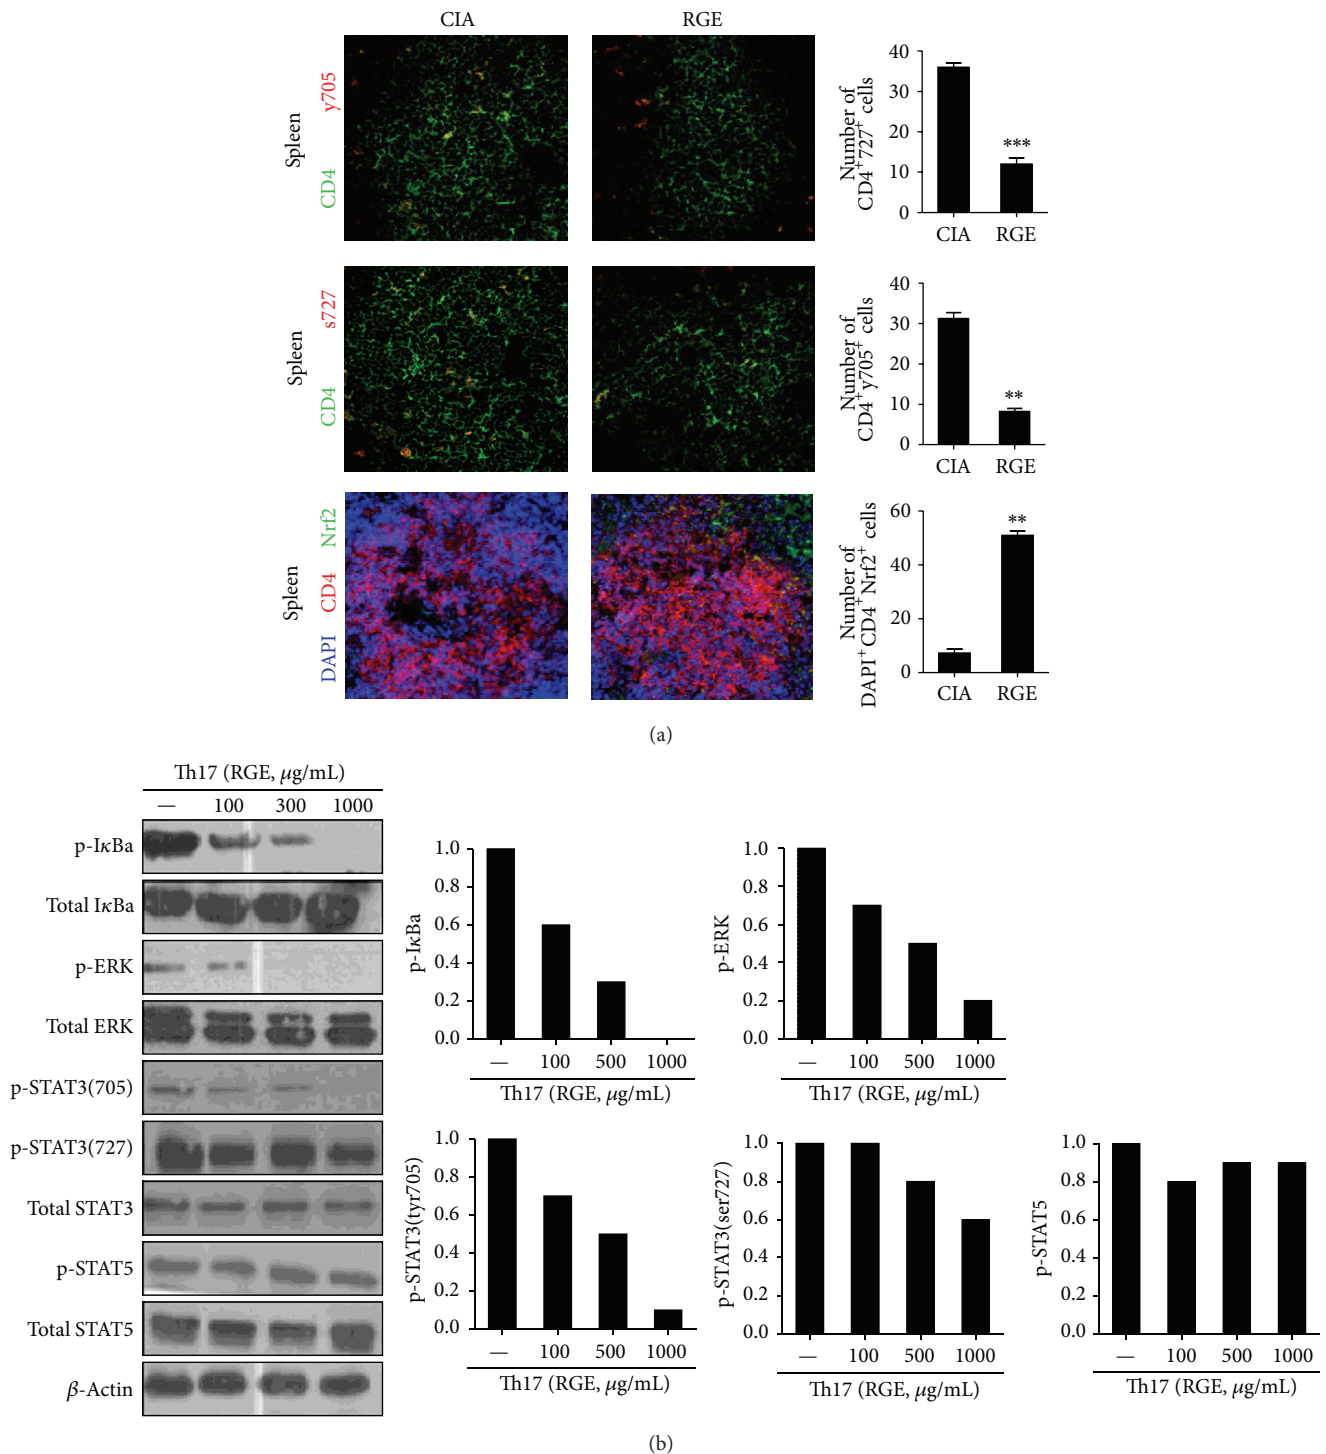 CIA RGE
Spleen
CD4 y705
Number of
CD4+727+ cells
40
30
20
10
0
***
CIA RGE
Spleen
CD4 s727
Number of
CD4+y705+ cells
40
30
20
10
0
**
CIA RGE
Spleen
DAPI CD4 Nrf2
Number of
DAPI+CD4+Nrf2+ cells
60
40
20
0
**
CIA RGE
(a)
Th17 (RGE, μg/mL)
— 100 300 1000
p-IκBa
Total IκBa
p-ERK
Total ERK
p-STAT3(705)
p-STAT3(727)
Total STAT3
p-STAT5
Total STAT5
β-Actin
p-IκBa
1.0
0.8
0.6
0.4
0.2
0.0
— 100 500 1000
Th17 (RGE, μg/mL)
p-ERK
1.0
0.8
0.6
0.4
0.2
0.0
— 100 500 1000
Th17 (RGE, μg/mL)
p-STAT3(tyr705)
1.0
0.8
0.6
0.4
0.2
0.0
— 100 500 1000
Th17 (RGE, μg/mL)
p-STAT3(ser727)
1.0
0.8
0.6
0.4
0.2
0.0
— 100 500 1000
Th17 (RGE, μg/mL)
p-STAT5
1.0
0.8
0.6
0.4
0.2
0.0
— 100 500 1000
Th17 (RGE, μg/mL)
(b)